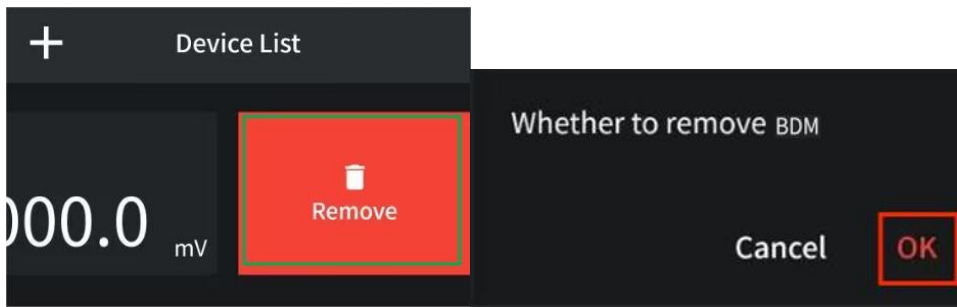 + Device List
000.0 mV
Remove
Whether to remove BDM
Cancel OK